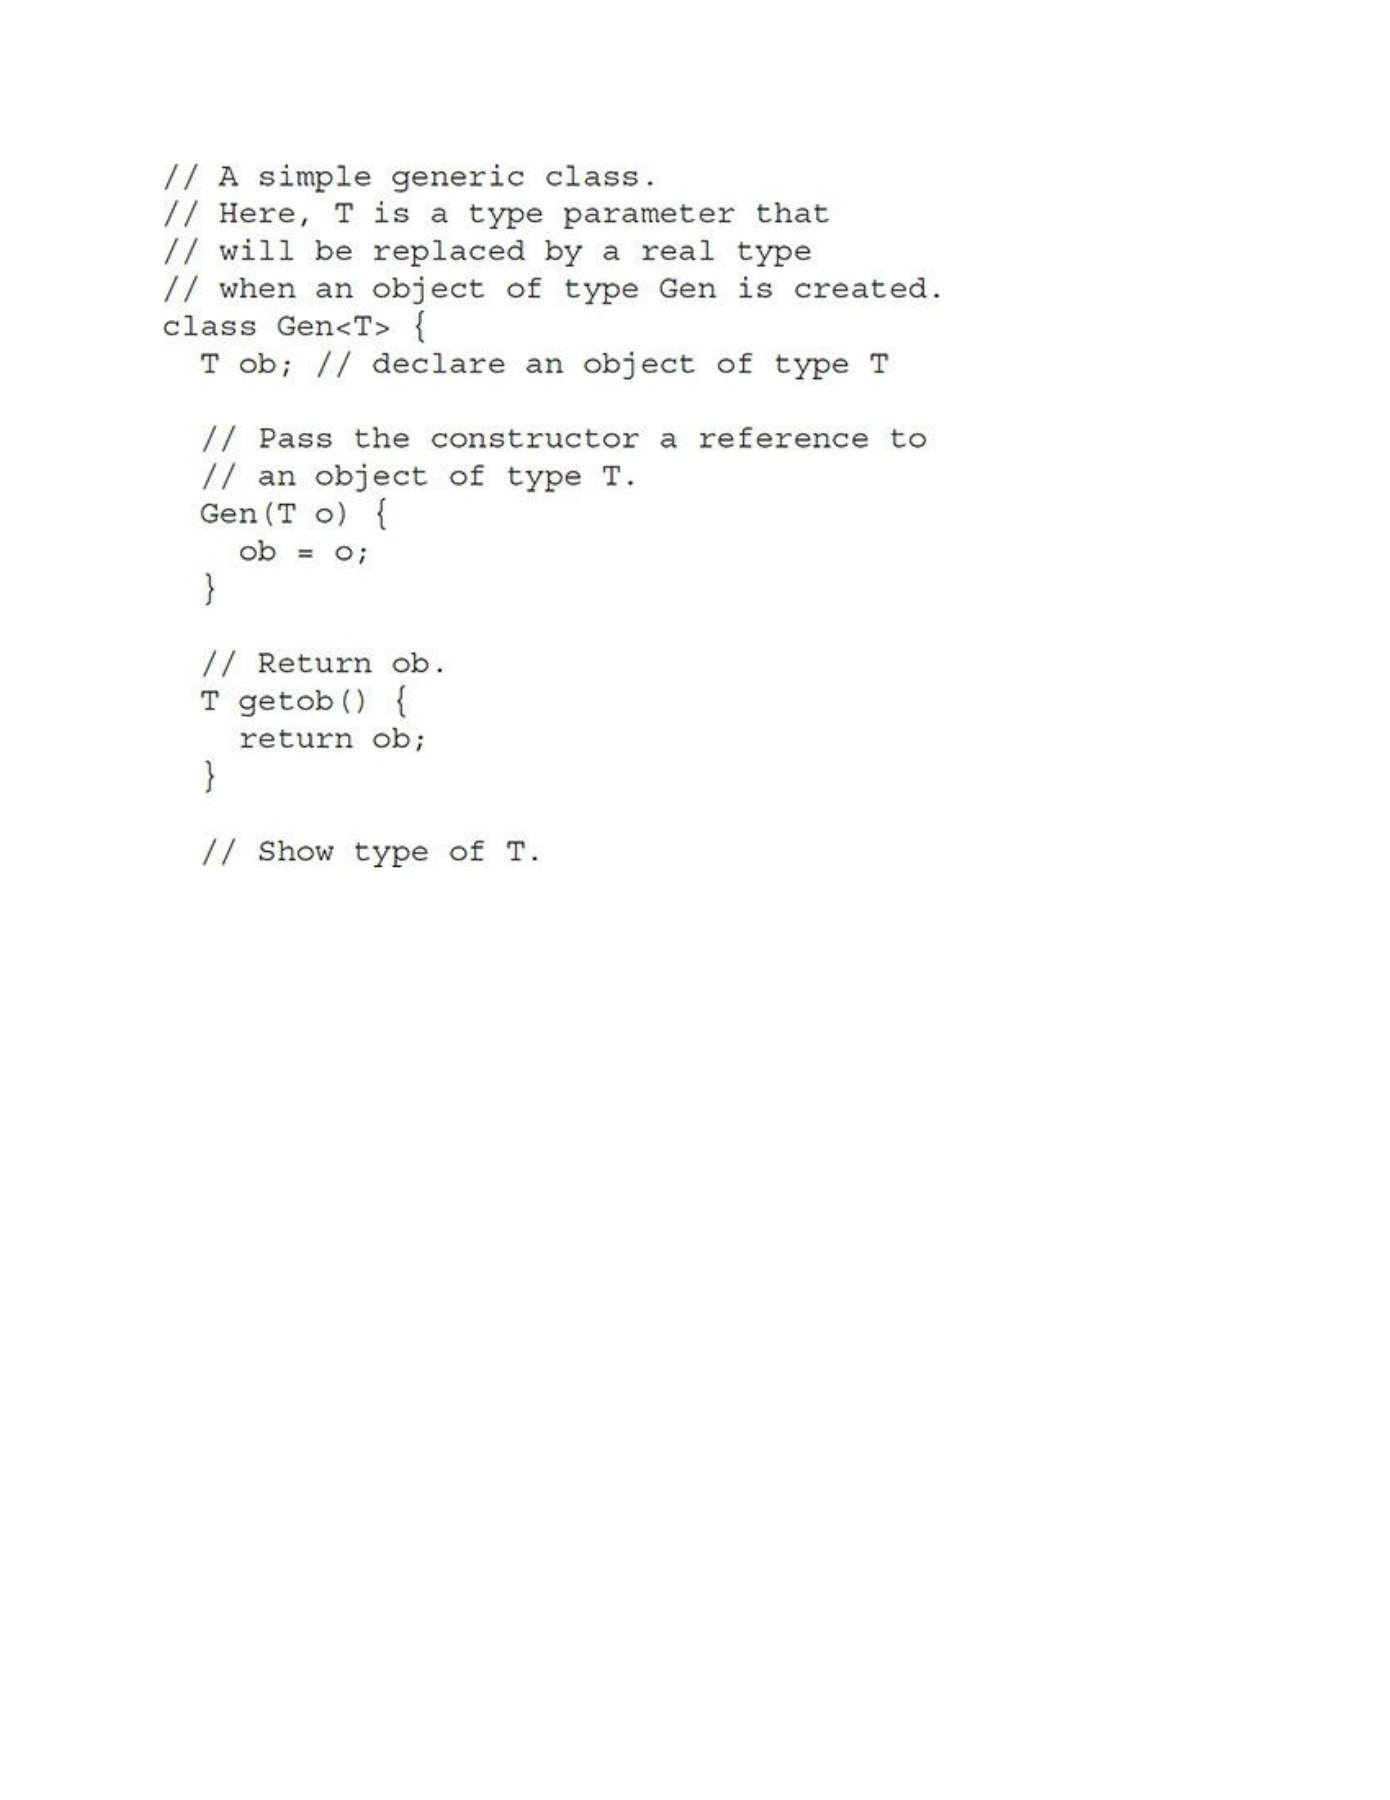 // A simple generic class.
// Here, T is a type parameter that
// will be replaced by a real type
// when an object of type Gen is created.
class Gen<T> {
  T ob; // declare an object of type T

  // Pass the constructor a reference to
  // an object of type T.
  Gen(T o) {
    ob = o;
  }

  // Return ob.
  T getob() {
    return ob;
  }

  // Show type of T.